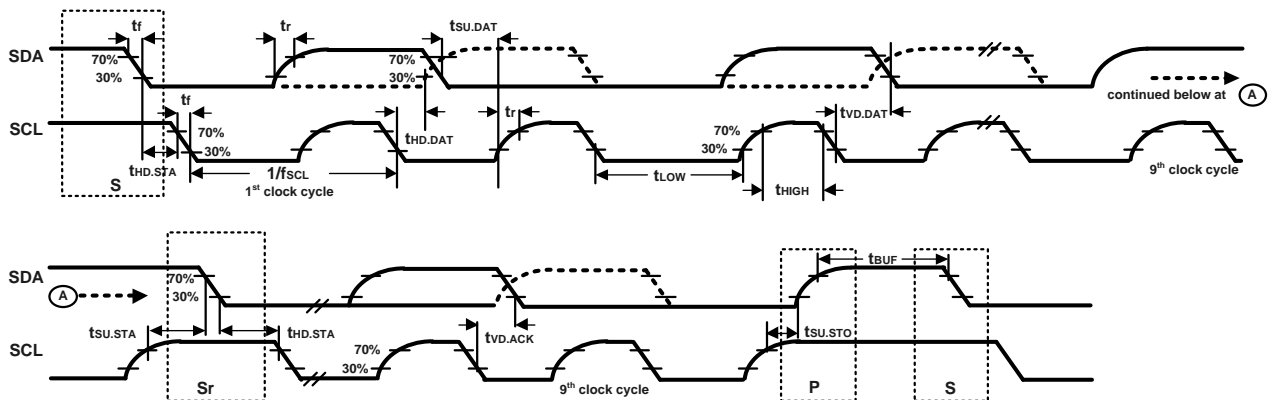 tf tr tSU.DAT
SDA 70% 30% 70% 30%
continued below at A
tf tr tVD.DAT
SCL 70% 30% tHD.DAT 70% 30%
tHD.STA 1/fSCL tLOW tHIGH 9th clock cycle
S 1st clock cycle
SDA 70% 30% tBUF
A
tSU.STA tHD.STA tVD.ACK tSU.STO
SCL 70% 30%
Sr 9th clock cycle P S